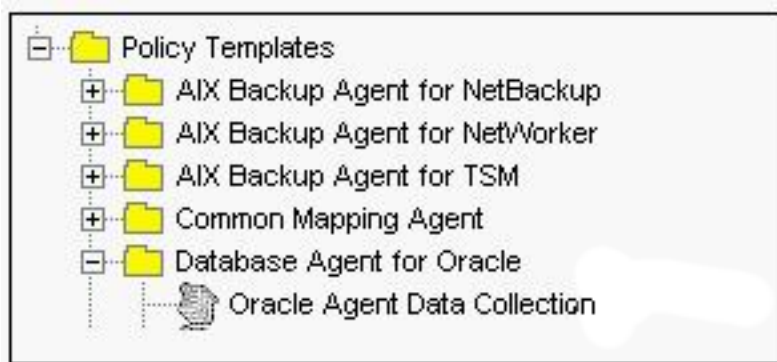 Policy Templates
AIX Backup Agent for NetBackup
AIX Backup Agent for NetWorker
AIX Backup Agent for TSM
Common Mapping Agent
Database Agent for Oracle
Oracle Agent Data Collection